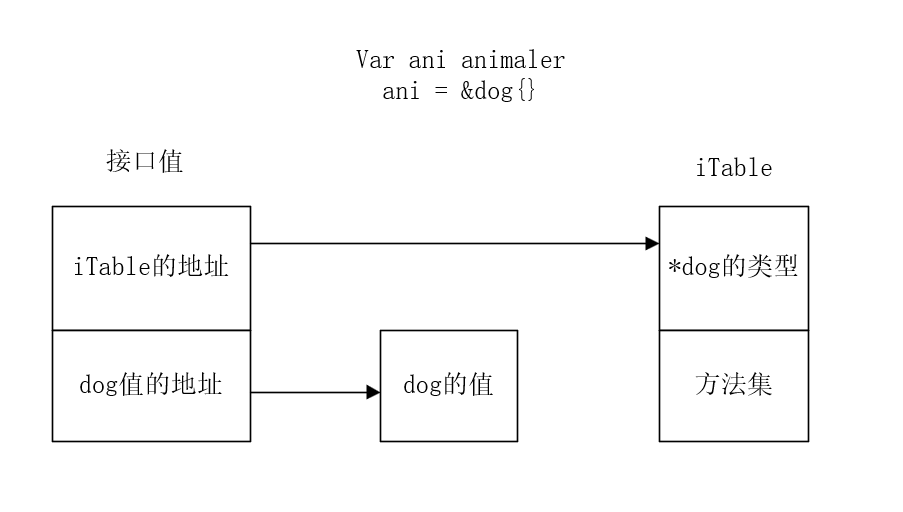 Var ani animaler
ani = &dog{}
接口值
iTable
iTable的地址
*dog的类型
dog值的地址
dog的值
方法集